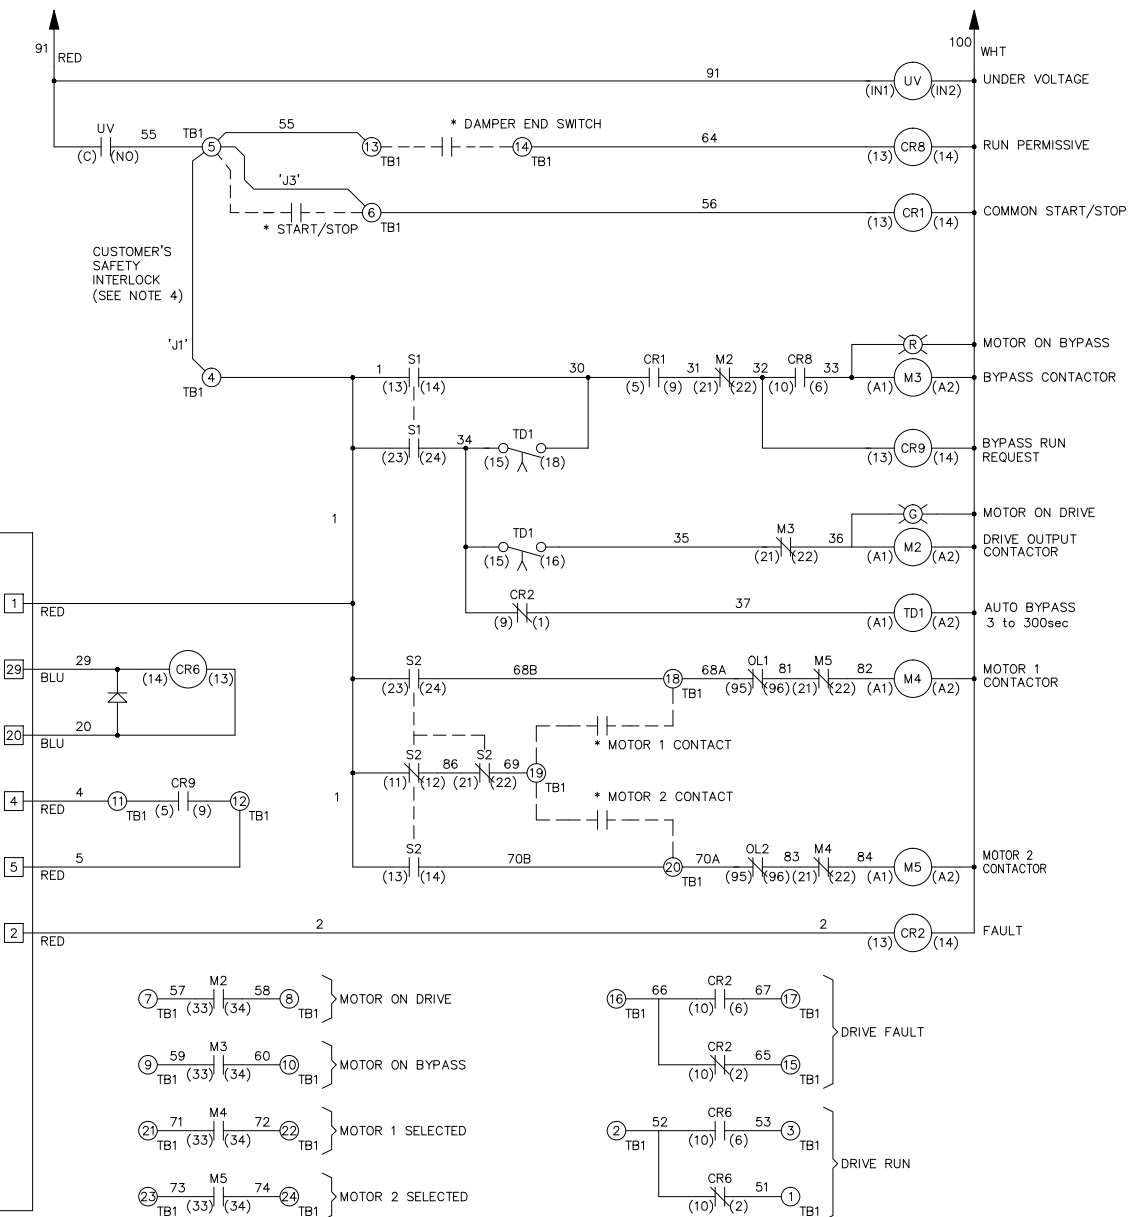 91
RED
100
WHT
91
UV
(IN1)
(IN2)
UNDER VOLTAGE
UV
55
(C)
(NO)
TB1
5
55
13
TB1
* DAMPER END SWITCH
14
TB1
64
CR8
(13)
(14)
RUN PERMISSIVE
'J3'
* START/STOP
6
TB1
56
CR1
(13)
(14)
COMMON START/STOP
CUSTOMER'S
SAFETY
INTERLOCK
(SEE NOTE 4)
'J1'
4
TB1
1
S1
(13)
(14)
30
CR1
(5)
(9)
31
M2
(21)
(22)
32
CR8
(10)
(6)
33
R
MOTOR ON BYPASS
M3
(A1)
(A2)
BYPASS CONTACTOR
S1
(23)
(24)
34
TD1
(15)
(18)
CR9
(13)
(14)
BYPASS RUN
REQUEST
1
TD1
(15)
(16)
35
M3
(21)
(22)
36
G
MOTOR ON DRIVE
M2
(A1)
(A2)
DRIVE OUTPUT
CONTACTOR
1
RED
CR2
(9)
(1)
37
TD1
(A1)
(A2)
AUTO BYPASS
3 to 300sec
29
BLU
29
(14)
CR6
(13)
20
BLU
20
S2
(23)
(24)
68B
18
TB1
68A
OL1
(95)
(96)
81
M5
(21)
(22)
82
M4
(A1)
(A2)
MOTOR 1
CONTACTOR
* MOTOR 1 CONTACT
S2
(11)
(12)
86
S2
(21)
(22)
69
19
TB1
* MOTOR 2 CONTACT
4
RED
4
11
TB1
CR9
(5)
(9)
12
TB1
1
5
RED
5
S2
(13)
(14)
70B
20
TB1
70A
OL2
(95)
(96)
83
M4
(21)
(22)
84
M5
(A1)
(A2)
MOTOR 2
CONTACTOR
2
RED
2
2
CR2
(13)
(14)
FAULT
7
TB1
57
M2
(33)
(34)
58
8
TB1
MOTOR ON DRIVE
16
TB1
66
CR2
(10)
(6)
67
17
TB1
DRIVE FAULT
CR2
(10)
(2)
65
15
TB1
9
TB1
59
M3
(33)
(34)
60
10
TB1
MOTOR ON BYPASS
21
TB1
71
M4
(33)
(34)
72
22
TB1
MOTOR 1 SELECTED
2
TB1
52
CR6
(10)
(6)
53
3
TB1
DRIVE RUN
CR6
(10)
(2)
51
1
TB1
23
TB1
73
M5
(33)
(34)
74
24
TB1
MOTOR 2 SELECTED